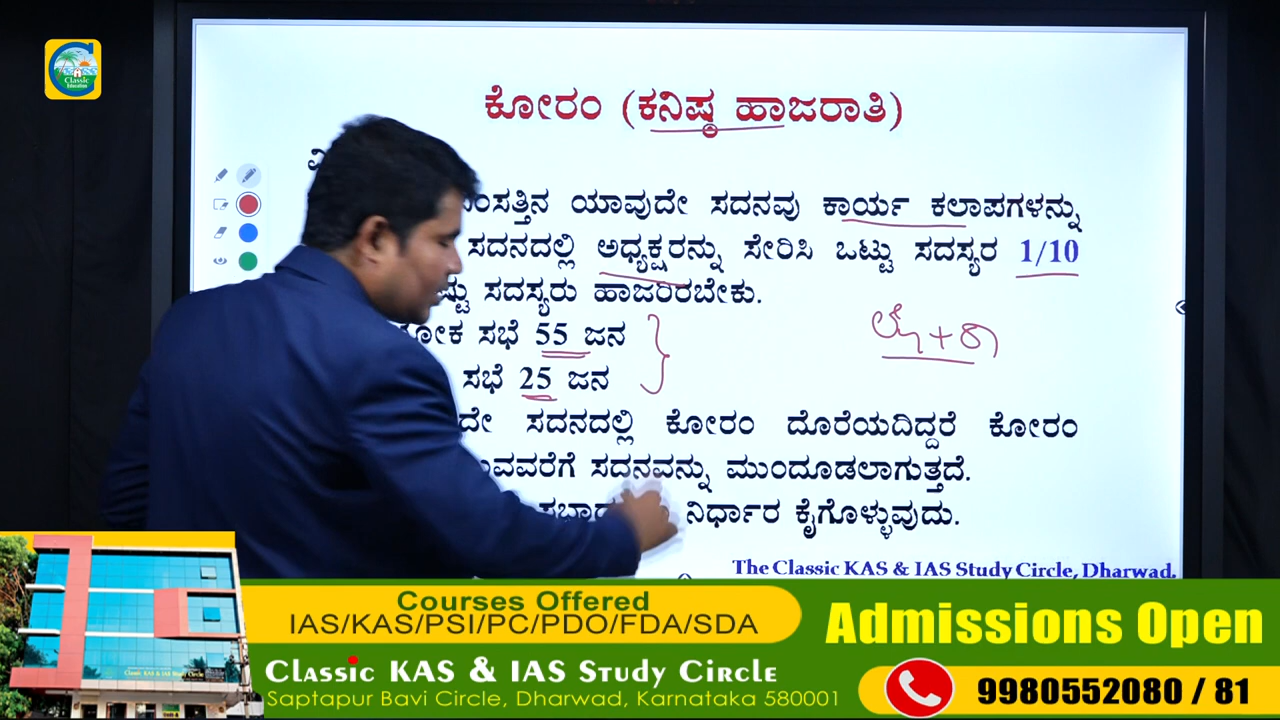 Classic
Education
ಕೋರಂ (ಕನಿಷ್ಠ ಹಾಜರಾತಿ)
ಯಾವುದೇ ಸದನವು ಕಾರ್ಯ ಕಲಾಪಗಳನ್ನು
ಸದನದಲ್ಲಿ ಅಧ್ಯಕ್ಷರನ್ನು ಸೇರಿಸಿ ಒಟ್ಟು ಸದಸ್ಯರ 1/10
ಸದಸ್ಯರು ಹಾಜರಿರಬೇಕು.
ಸಭೆ 55 ಜನ
ಲೋ + ರಾ
ಸಭೆ 25 ಜನ
ಸದನದಲ್ಲಿ ಕೋರಂ ದೊರೆಯದಿದ್ದರೆ ಕೋರಂ
ಸದನವನ್ನು ಮುಂದೂಡಲಾಗುತ್ತದೆ.
ನಿರ್ಧಾರ ಕೈಗೊಳ್ಳುವುದು.
The Classic KAS & IAS Study Circle, Dharwad.
Courses Offered
IAS/KAS/PSI/PC/PDO/FDA/SDA
Admissions Open
Classic KAS & IAS Study Circle
Saptapur Bavi Circle, Dharwad, Karnataka 580001
9980552080 / 81